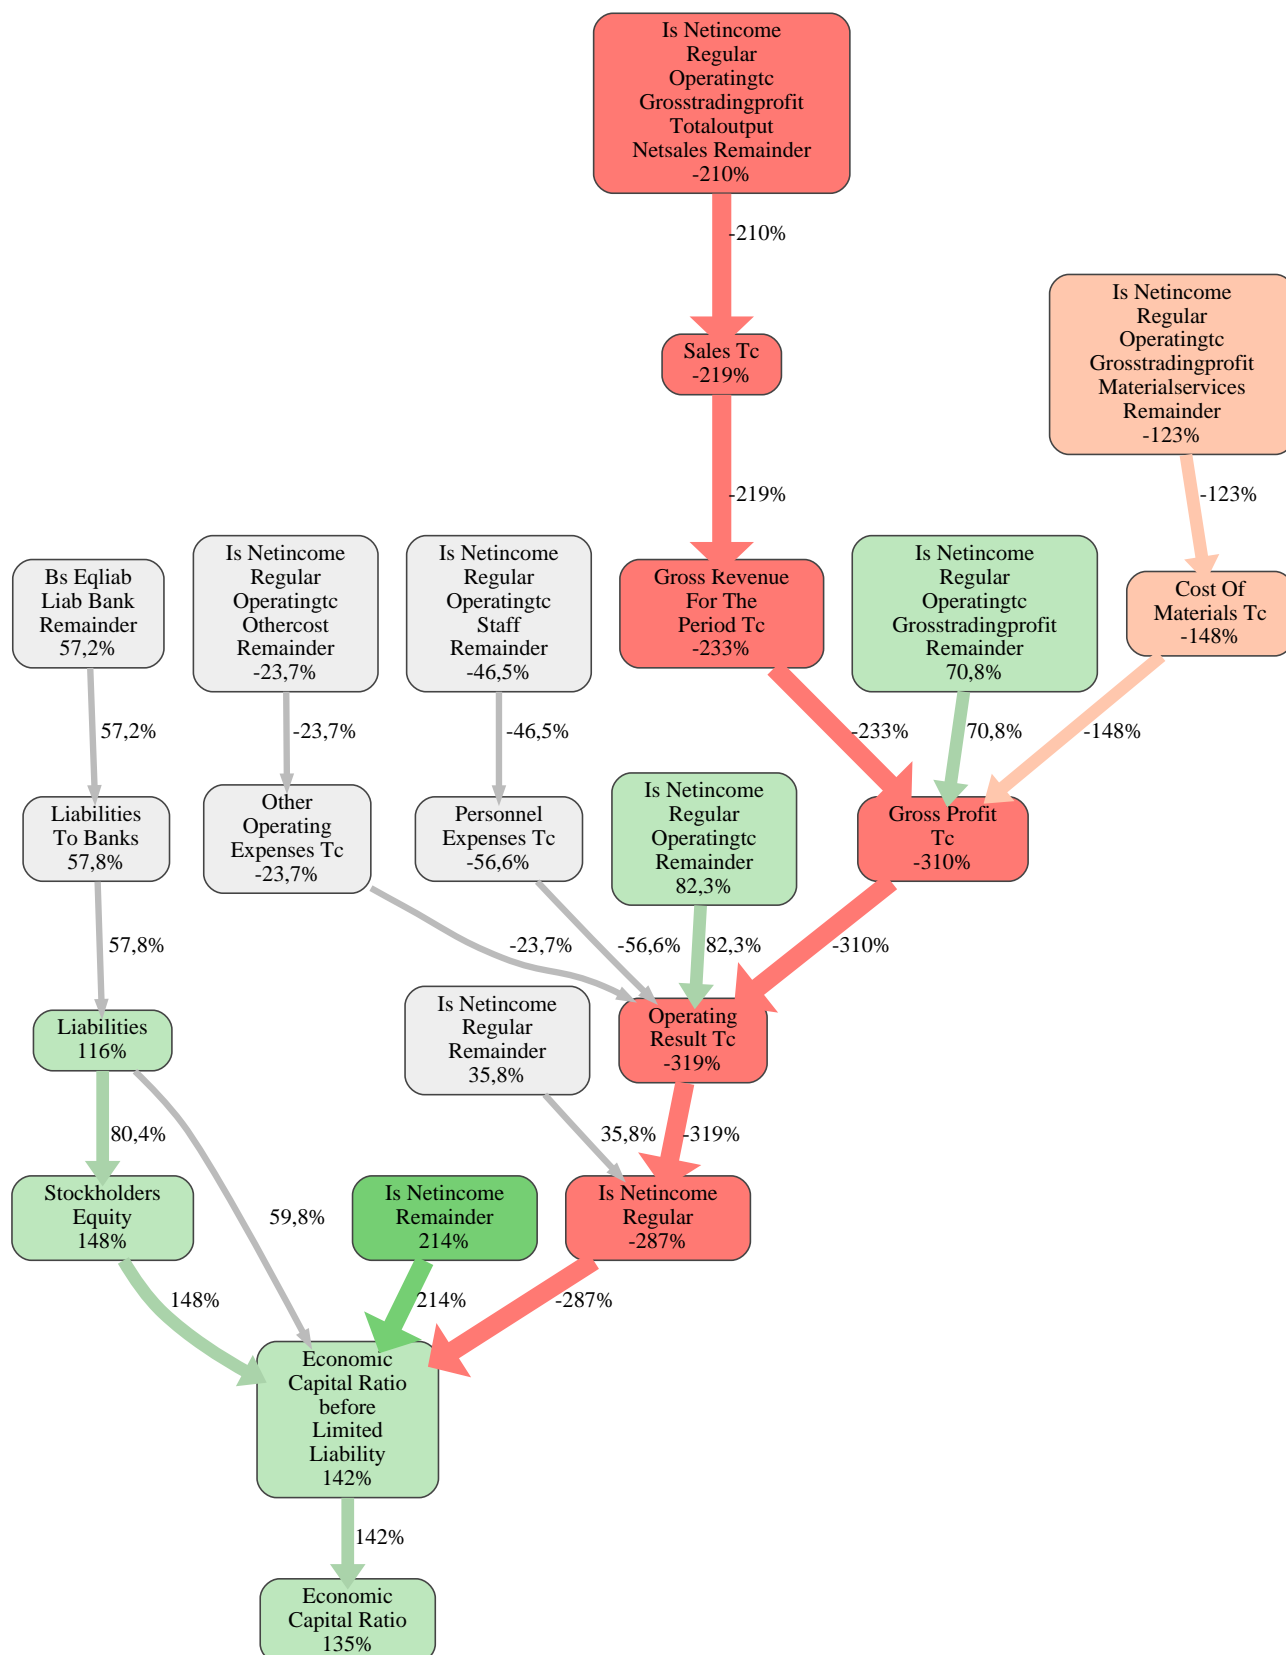 Is Netincome
Regular
Operatingtc
Grosstradingprofit
Totaloutput
Netsales Remainder
-210%
-210%
Sales Tc
-219%
Is Netincome
Regular
Operatingtc
Grosstradingprofit
Materialservices
Remainder
-123%
-219%
-123%
Bs Eqliab
Liab Bank
Remainder
57,2%
Is Netincome
Regular
Operatingtc
Othercost
Remainder
-23,7%
Is Netincome
Regular
Operatingtc
Staff
Remainder
-46,5%
Gross Revenue
For The
Period Tc
-233%
Is Netincome
Regular
Operatingtc
Grosstradingprofit
Remainder
70,8%
Cost Of
Materials Tc
-148%
57,2%
-23,7%
-46,5%
-233%
70,8%
-148%
Liabilities
To Banks
57,8%
Other
Operating
Expenses Tc
-23,7%
Personnel
Expenses Tc
-56,6%
Is Netincome
Regular
Operatingtc
Remainder
82,3%
Gross Profit
Tc
-310%
57,8%
-23,7%
-56,6%
82,3%
-310%
Liabilities
116%
Is Netincome
Regular
Remainder
35,8%
Operating
Result Tc
-319%
80,4%
35,8%
-319%
Stockholders
Equity
148%
59,8%
Is Netincome
Remainder
214%
Is Netincome
Regular
-287%
148%
214%
-287%
Economic
Capital Ratio
before
Limited
Liability
142%
142%
Economic
Capital Ratio
135%